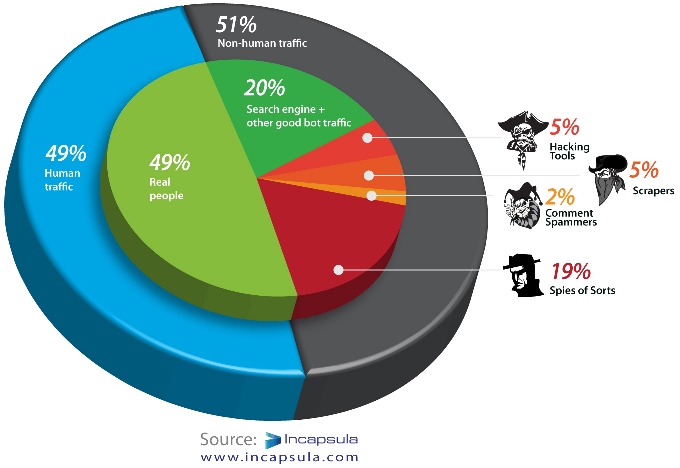 51%
Non-human traffic
20%
Search engine +
other good bot traffic
49%
Human
traffic
49%
Real
people
5%
Hacking
Tools
5%
Scrapers
2%
Comment
Spammers
19%
Spies of Sorts
Source: Incapsula
www.incapsula.com